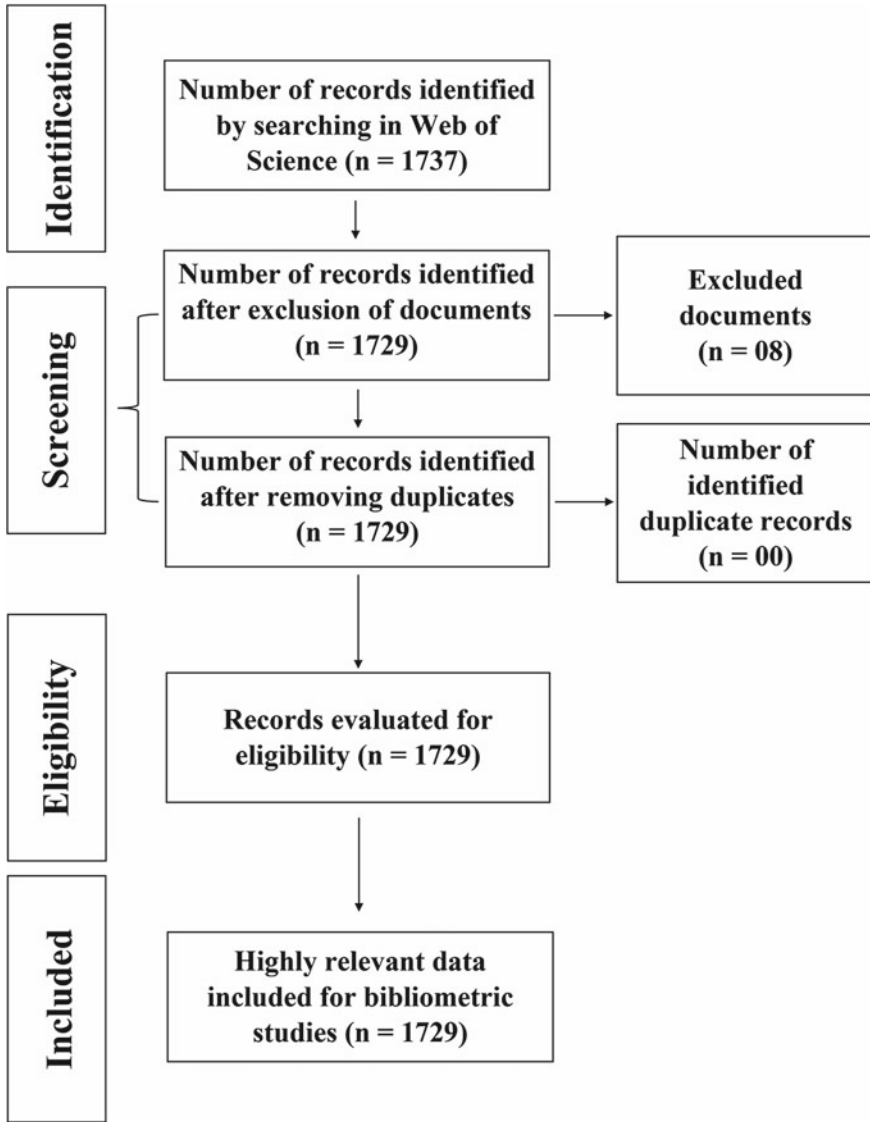 Identification
Number of records identified
by searching in Web of
Science (n = 1737)
Screening
Number of records identified
after exclusion of documents
(n = 1729)
Excluded
documents
(n = 08)
Number of records identified
after removing duplicates
(n = 1729)
Number of
identified
duplicate records
(n = 00)
Eligibility
Records evaluated for
eligibility (n = 1729)
Included
Highly relevant data
included for bibliometric
studies (n = 1729)